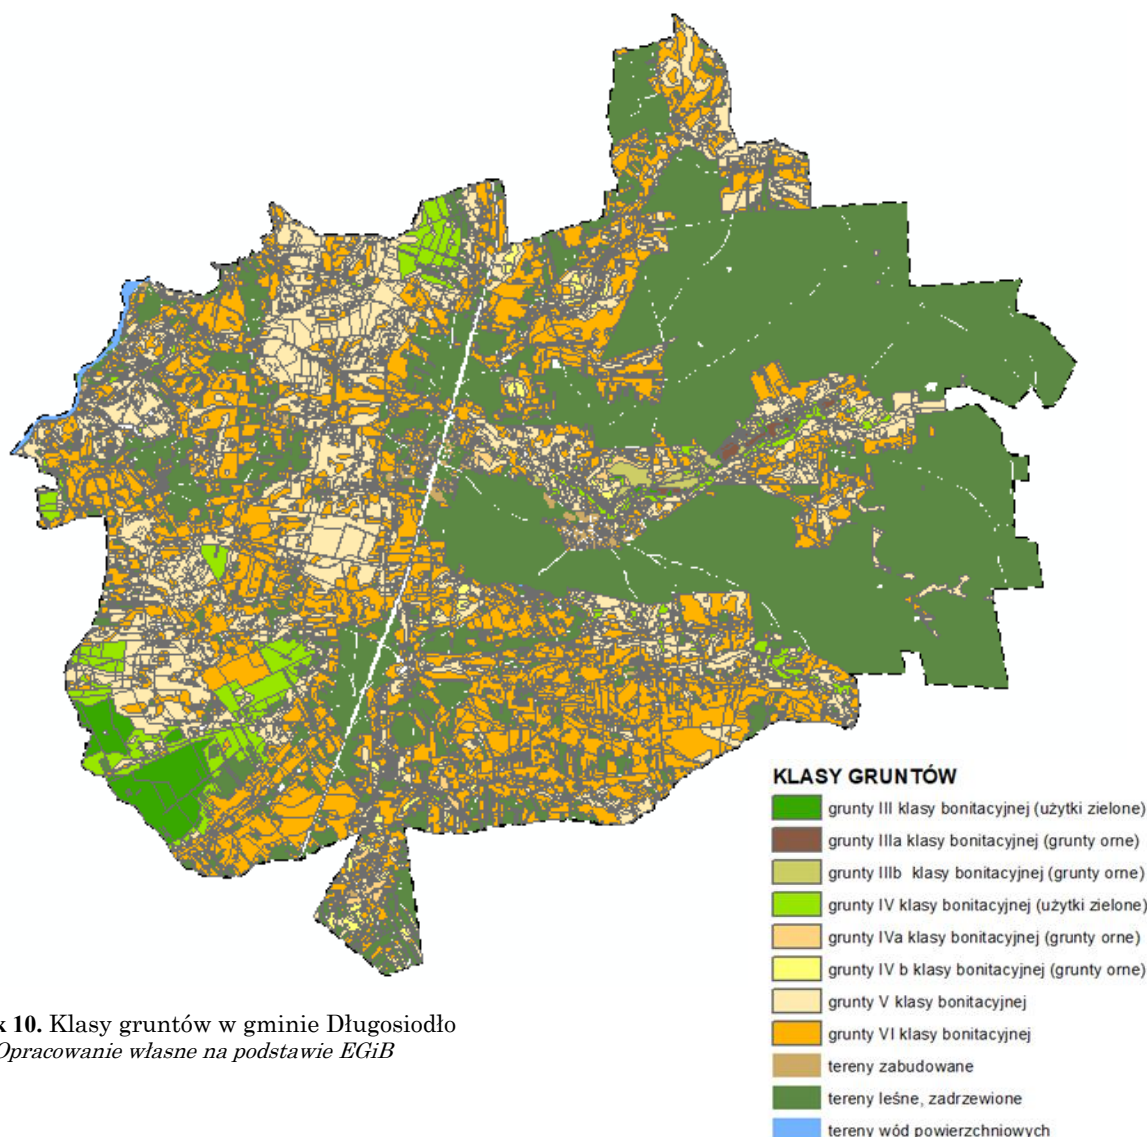 KLASY GRUNTÓW
grunty III klasy bonitacyjnej (użytki zielone)
grunty IIIa klasy bonitacyjnej (grunty orne)
grunty IIIb klasy bonitacyjnej (grunty orne)
grunty IV klasy bonitacyjnej (użytki zielone)
grunty IVa klasy bonitacyjnej (grunty orne)
grunty IV b klasy bonitacyjnej (grunty orne)
grunty V klasy bonitacyjnej
grunty VI klasy bonitacyjnej
tereny zabudowane
tereny leśne, zadrzewione
tereny wód powierzchniowych
10. Klasy gruntów w gminie Długosiodło
Opracowanie własne na podstawie EGiB